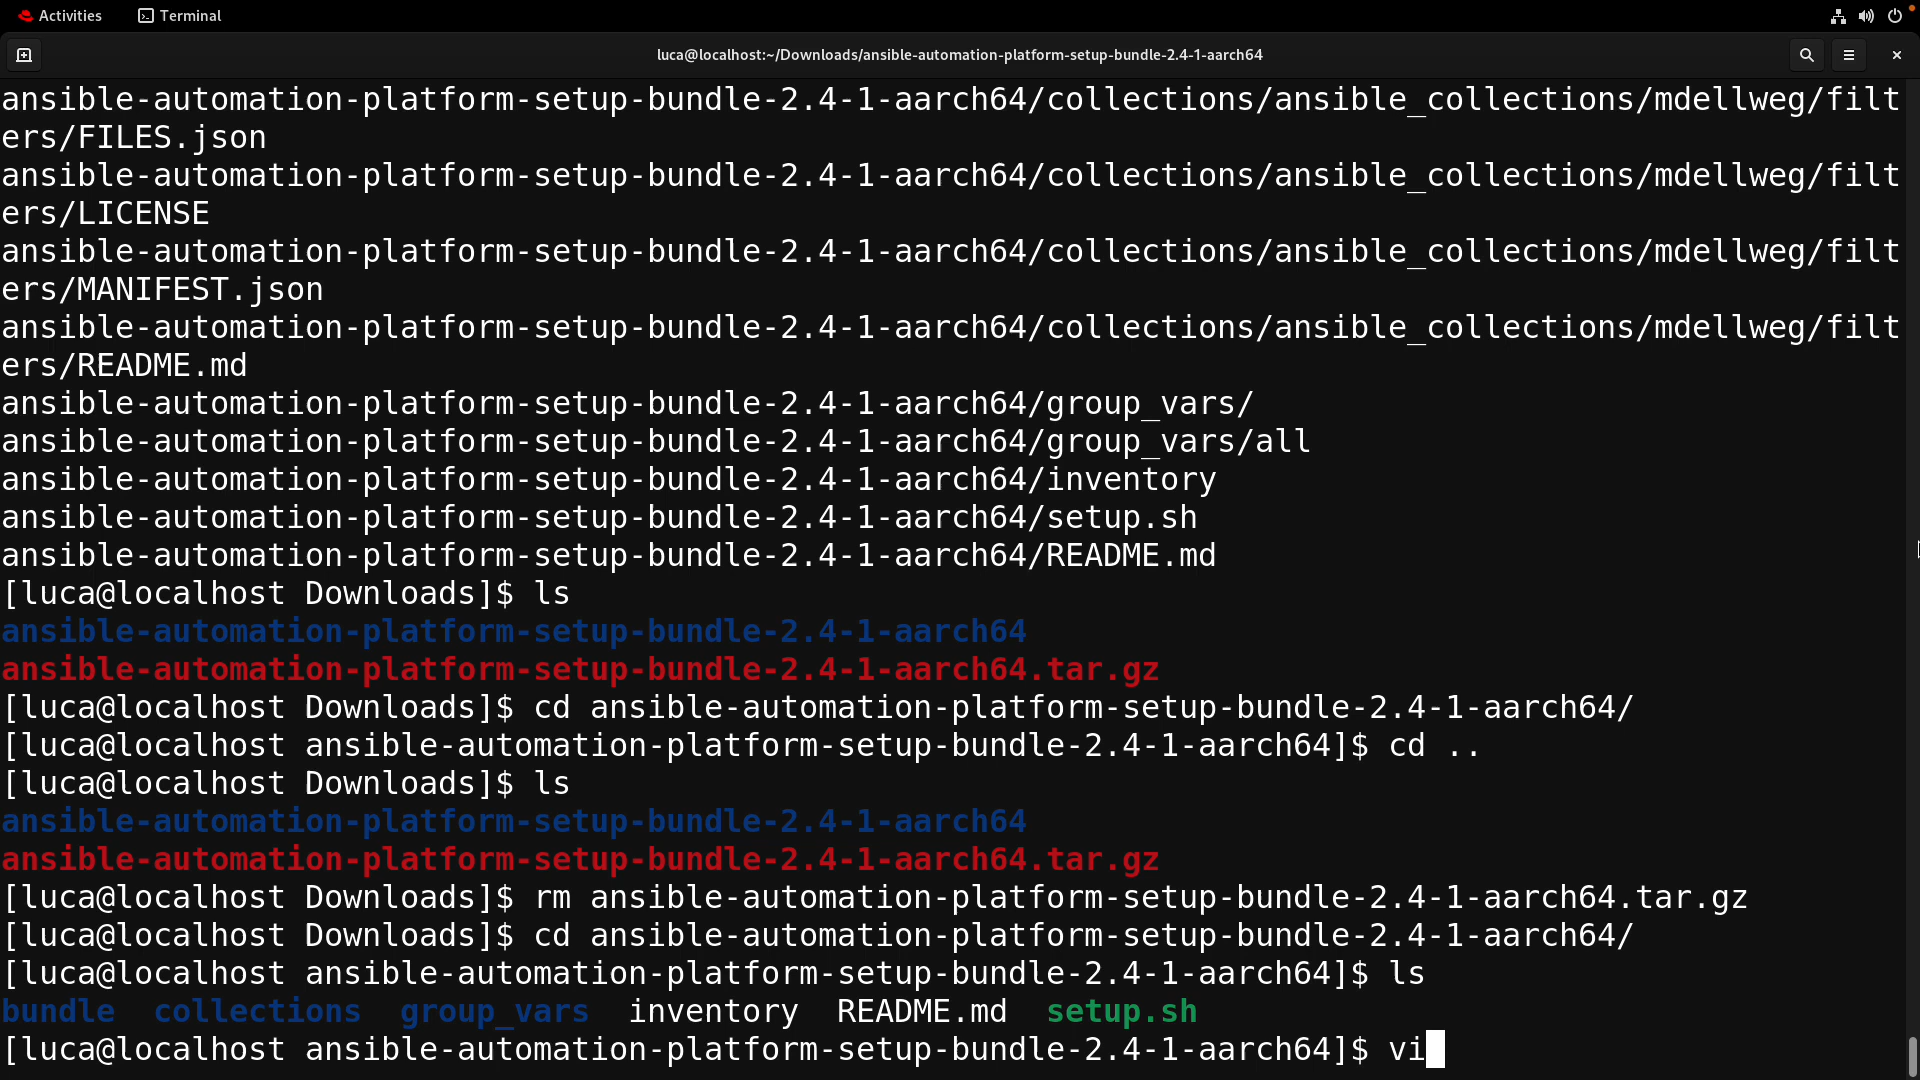 Activities
Terminal
luca@localhost:~/Downloads/ansible-automation-platform-setup-bundle-2.4-1-aarch64
ansible-automation-platform-setup-bundle-2.4-1-aarch64/collections/ansible_collections/mdellweg/filt
ers/FILES.json
ansible-automation-platform-setup-bundle-2.4-1-aarch64/collections/ansible_collections/mdellweg/filt
ers/LICENSE
ansible-automation-platform-setup-bundle-2.4-1-aarch64/collections/ansible_collections/mdellweg/filt
ers/MANIFEST.json
ansible-automation-platform-setup-bundle-2.4-1-aarch64/collections/ansible_collections/mdellweg/filt
ers/README.md
ansible-automation-platform-setup-bundle-2.4-1-aarch64/group_vars/
ansible-automation-platform-setup-bundle-2.4-1-aarch64/group_vars/all
ansible-automation-platform-setup-bundle-2.4-1-aarch64/inventory
ansible-automation-platform-setup-bundle-2.4-1-aarch64/setup.sh
ansible-automation-platform-setup-bundle-2.4-1-aarch64/README.md
[luca@localhost Downloads]$ ls
ansible-automation-platform-setup-bundle-2.4-1-aarch64
ansible-automation-platform-setup-bundle-2.4-1-aarch64.tar.gz
[luca@localhost Downloads]$ cd ansible-automation-platform-setup-bundle-2.4-1-aarch64/
[luca@localhost ansible-automation-platform-setup-bundle-2.4-1-aarch64]$ cd ..
[luca@localhost Downloads]$ ls
ansible-automation-platform-setup-bundle-2.4-1-aarch64
ansible-automation-platform-setup-bundle-2.4-1-aarch64.tar.gz
[luca@localhost Downloads]$ rm ansible-automation-platform-setup-bundle-2.4-1-aarch64.tar.gz
[luca@localhost Downloads]$ cd ansible-automation-platform-setup-bundle-2.4-1-aarch64/
[luca@localhost ansible-automation-platform-setup-bundle-2.4-1-aarch64]$ ls
bundle  collections  group_vars  inventory  README.md  setup.sh
[luca@localhost ansible-automation-platform-setup-bundle-2.4-1-aarch64]$ vi